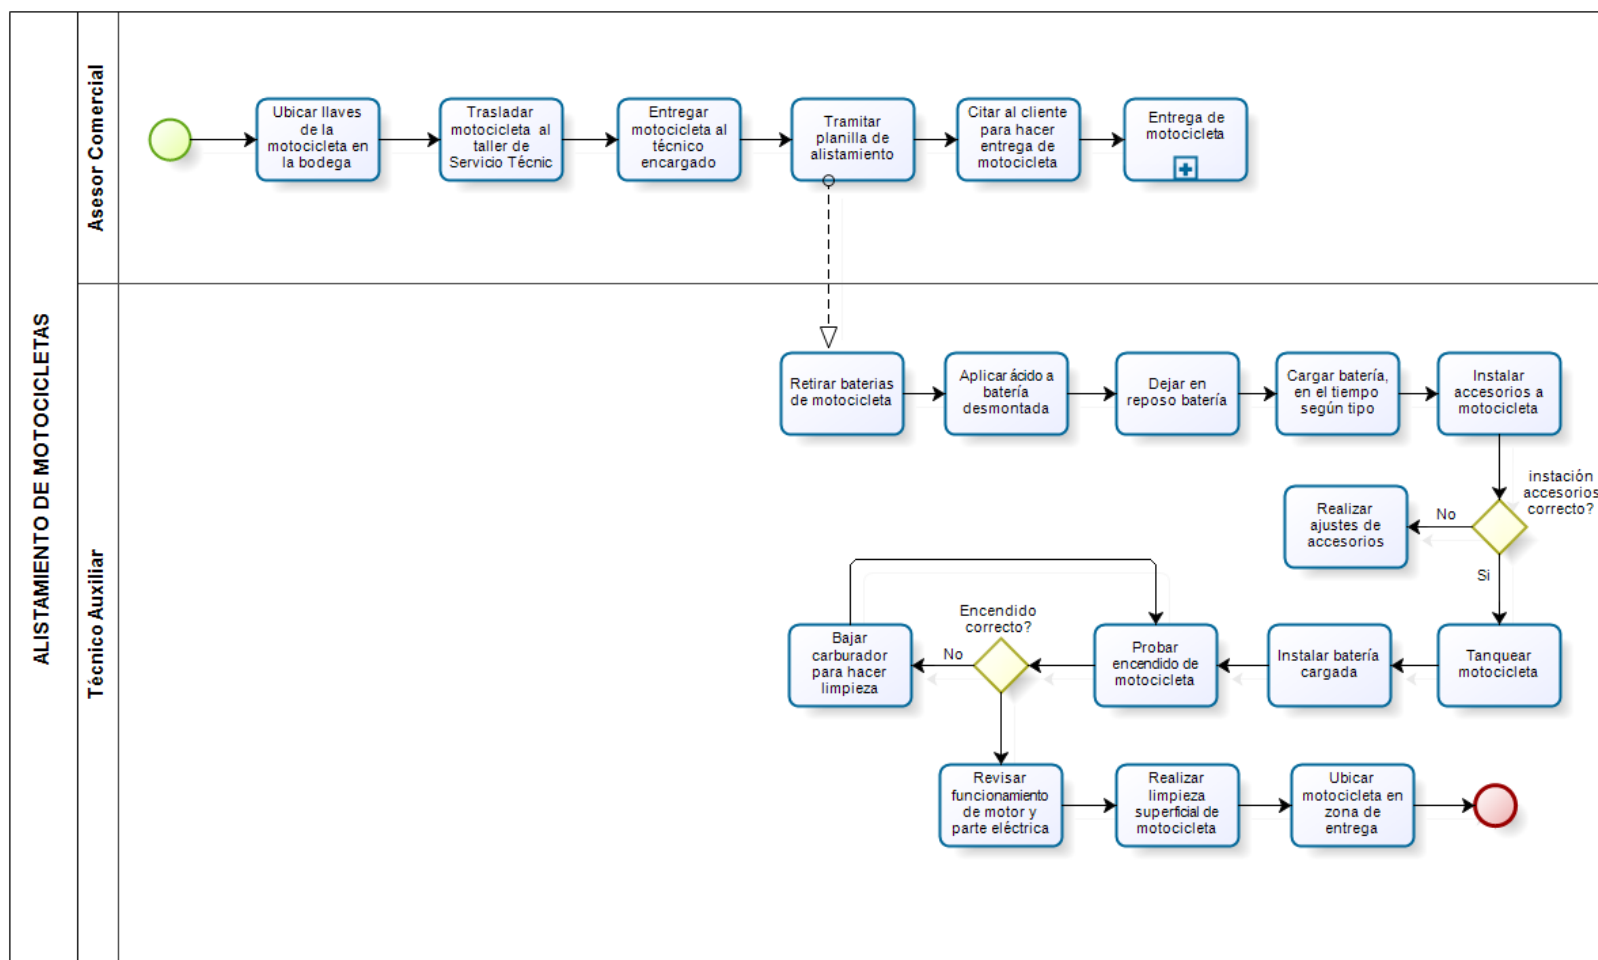 ALISTAMIENTO DE MOTOCICLETAS
Asesor Comercial
Ubicar llaves
de la
motocicleta en
la bodega
Trasladar
motocicleta al
taller de
Servicio Técnic
Entregar
motocicleta al
técnico
encargado
Tramitar
planilla de
alistamiento
Citar al cliente
para hacer
entrega de
motocicleta
Entrega de
motocicleta
Técnico Auxiliar
Retirar baterias
de motocicleta
Aplicar ácido a
batería
desmontada
Dejar en
reposo batería
Cargar batería,
en el tiempo
según tipo
Instalar
accesorios a
motocicleta
instación
accesorios
correcto?
No
Realizar
ajustes de
accesorios
Si
Tanquear
motocicleta
Instalar batería
cargada
Probar
encendido de
motocicleta
Encendido
correcto?
No
Bajar
carburador
para hacer
limpieza
Revisar
funcionamiento
de motor y
parte eléctrica
Realizar
limpieza
superficial de
motocicleta
Ubicar
motocicleta en
zona de
entrega